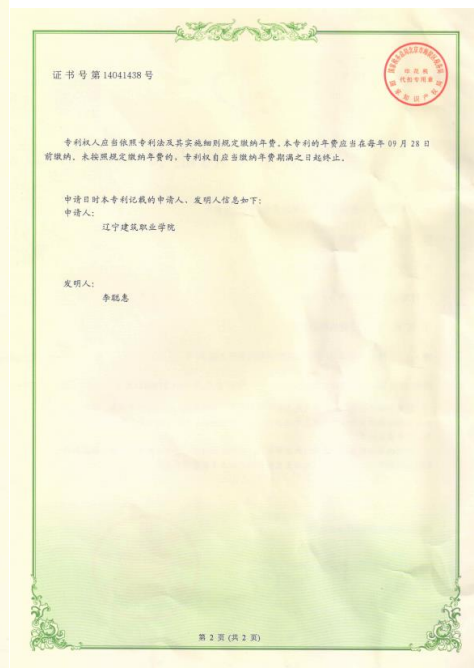 证书号第14041438号
专利权人应当依照专利法及其实施细则规定缴纳年费。本专利的年费应当在每年09月28日
前缴纳。未按照规定缴纳年费的,专利权自应当缴纳年费期满之日起终止。
申请日时本专利记载的申请人、发明人信息如下:
申请人:
辽宁建筑职业学院
发明人:
李聪惠
第 2 页 (共 2 页)